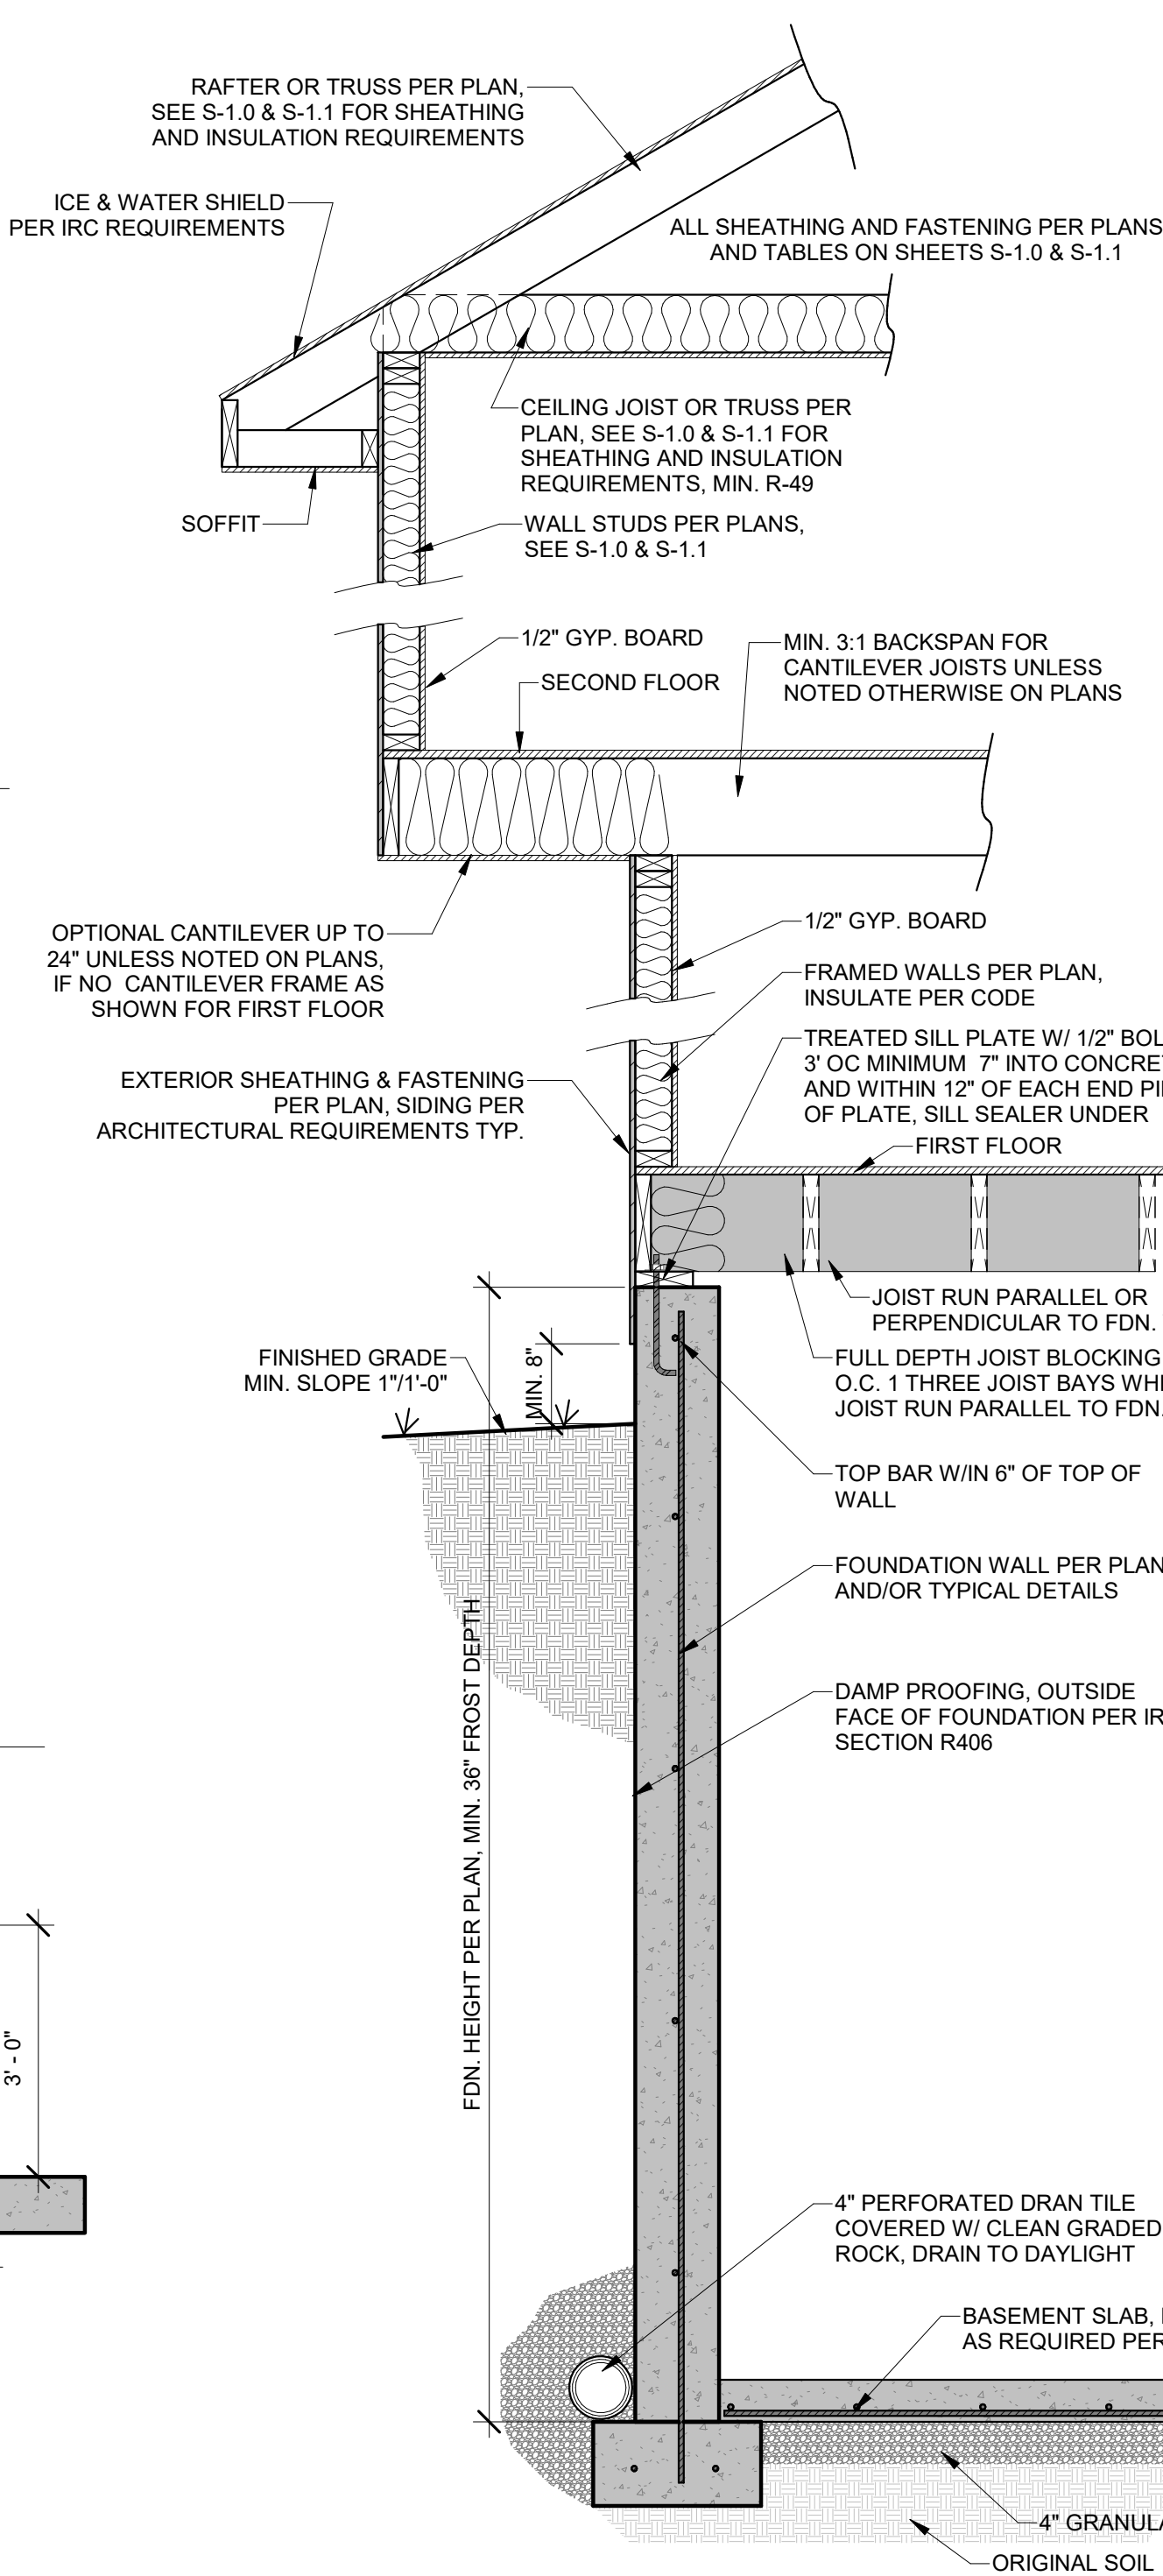 RAFTER OR TRUSS PER PLAN,
SEE S-1.0 & S-1.1 FOR SHEATHING
AND INSULATION REQUIREMENTS
ICE & WATER SHIELD
PER IRC REQUIREMENTS
ALL SHEATHING AND FASTENING PER PLANS
AND TABLES ON SHEETS S-1.0 & S-1.1
CEILING JOIST OR TRUSS PER
PLAN, SEE S-1.0 & S-1.1 FOR
SHEATHING AND INSULATION
REQUIREMENTS, MIN. R-49
SOFFIT
WALL STUDS PER PLANS,
SEE S-1.0 & S-1.1
1/2" GYP. BOARD
SECOND FLOOR
MIN. 3:1 BACKSPAN FOR
CANTILEVER JOISTS UNLESS
NOTED OTHERWISE ON PLANS
OPTIONAL CANTILEVER UP TO
24" UNLESS NOTED ON PLANS,
IF NO CANTILEVER FRAME AS
SHOWN FOR FIRST FLOOR
1/2" GYP. BOARD
FRAMED WALLS PER PLAN,
INSULATE PER CODE
TREATED SILL PLATE W/ 1/2" BOL
3' OC MINIMUM 7" INTO CONCRE
AND WITHIN 12" OF EACH END PI
OF PLATE, SILL SEALER UNDER
EXTERIOR SHEATHING & FASTENING
PER PLAN, SIDING PER
ARCHITECTURAL REQUIREMENTS TYP.
FIRST FLOOR
JOIST RUN PARALLEL OR
PERPENDICULAR TO FDN.
FINISHED GRADE
MIN. SLOPE 1"/1'-0"
MIN. 8"
FULL DEPTH JOIST BLOCKING
O.C. 1 THREE JOIST BAYS WH
JOIST RUN PARALLEL TO FDN.
TOP BAR W/IN 6" OF TOP OF
WALL
FOUNDATION WALL PER PLAN
AND/OR TYPICAL DETAILS
DAMP PROOFING, OUTSIDE
FACE OF FOUNDATION PER IR
SECTION R406
FDN. HEIGHT PER PLAN, MIN. 36" FROST DEPTH
3' - 0"
4" PERFORATED DRAN TILE
COVERED W/ CLEAN GRADED
ROCK, DRAIN TO DAYLIGHT
BASEMENT SLAB,
AS REQUIRED PER
4" GRANUL
ORIGINAL SOIL